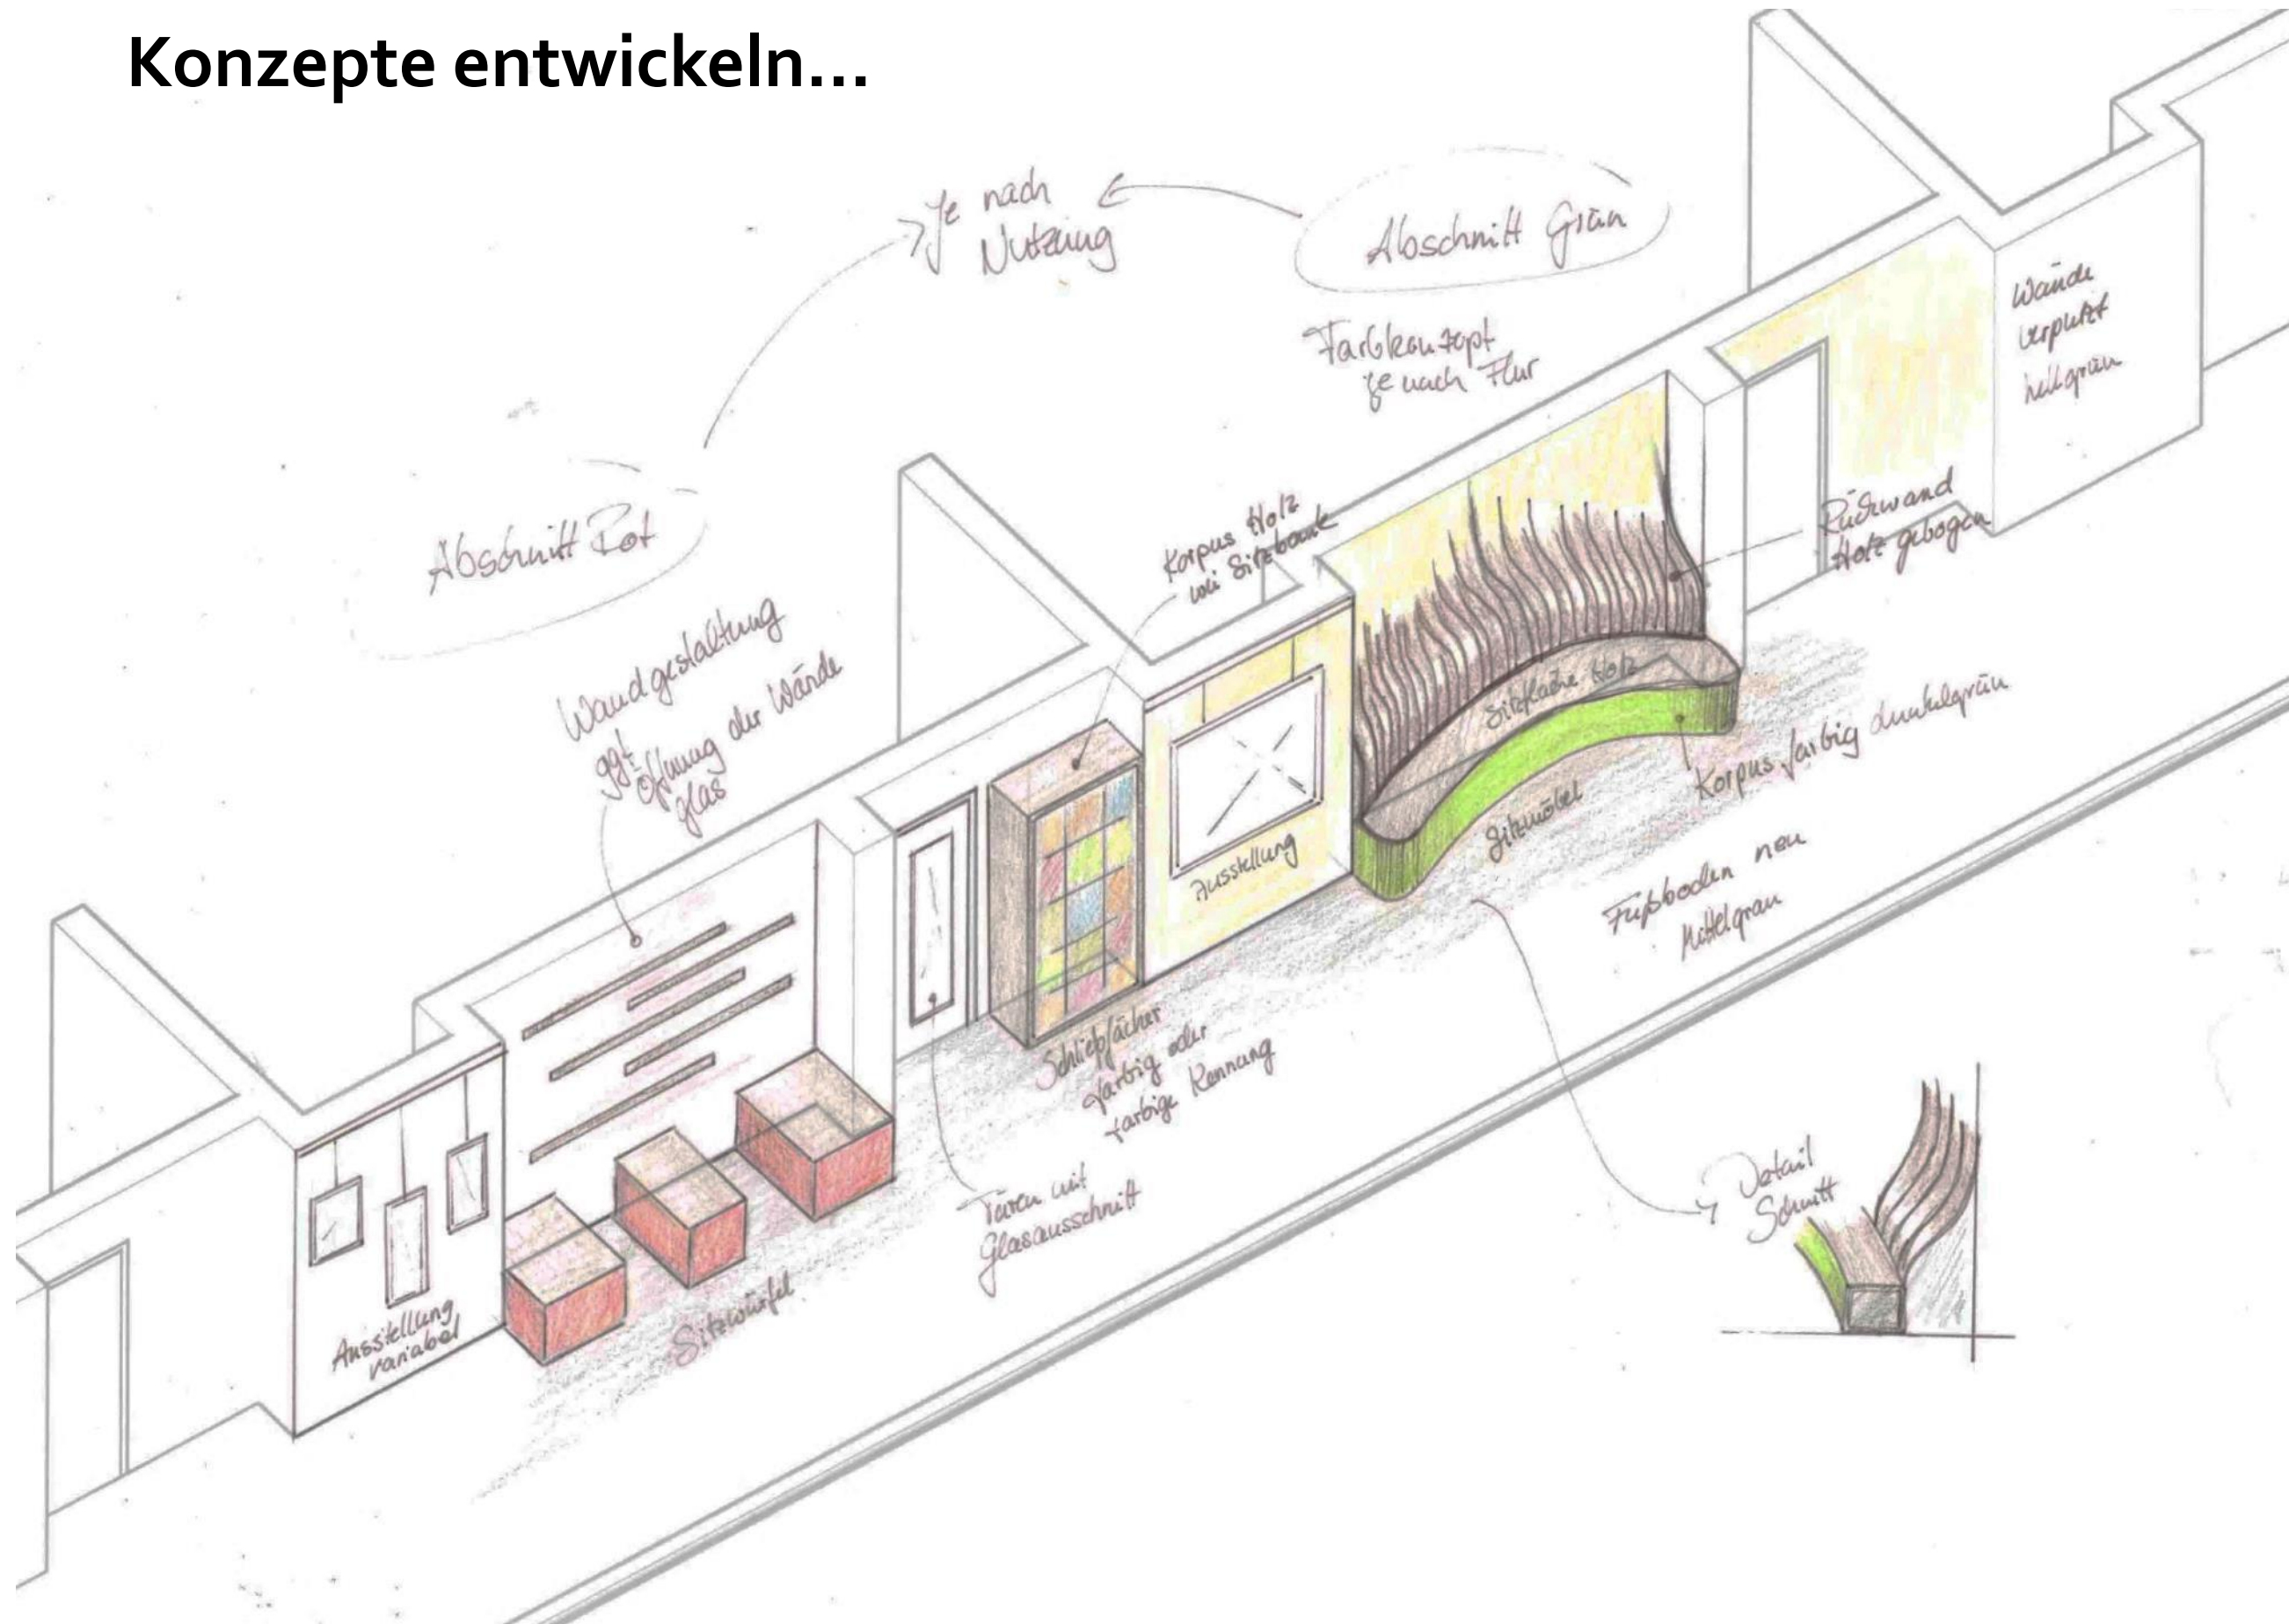 Konzepte entwickeln...
Je nach
Nutzung
Abschnitt Grün
Farbkonzept
je nach Flur
Wände
verputzt
hellgrün
Abschnitt Rot
Korpus Holz
wie Sitzbank
Rückwand
Holz gebogen
Wandgestaltung
ggf.
Öffnung der Wände
glas
Sitzfläche Holz
Ausstellung
Sitzmöbel
Korpus farbig dunkelgrün
Fußboden neu
Mittelgrau
Schließfächer
farbig oder
farbige Kennung
Türen mit
Glasausschnitt
Detail
Schnitt
Sitzwürfel
Ausstellung
variabel